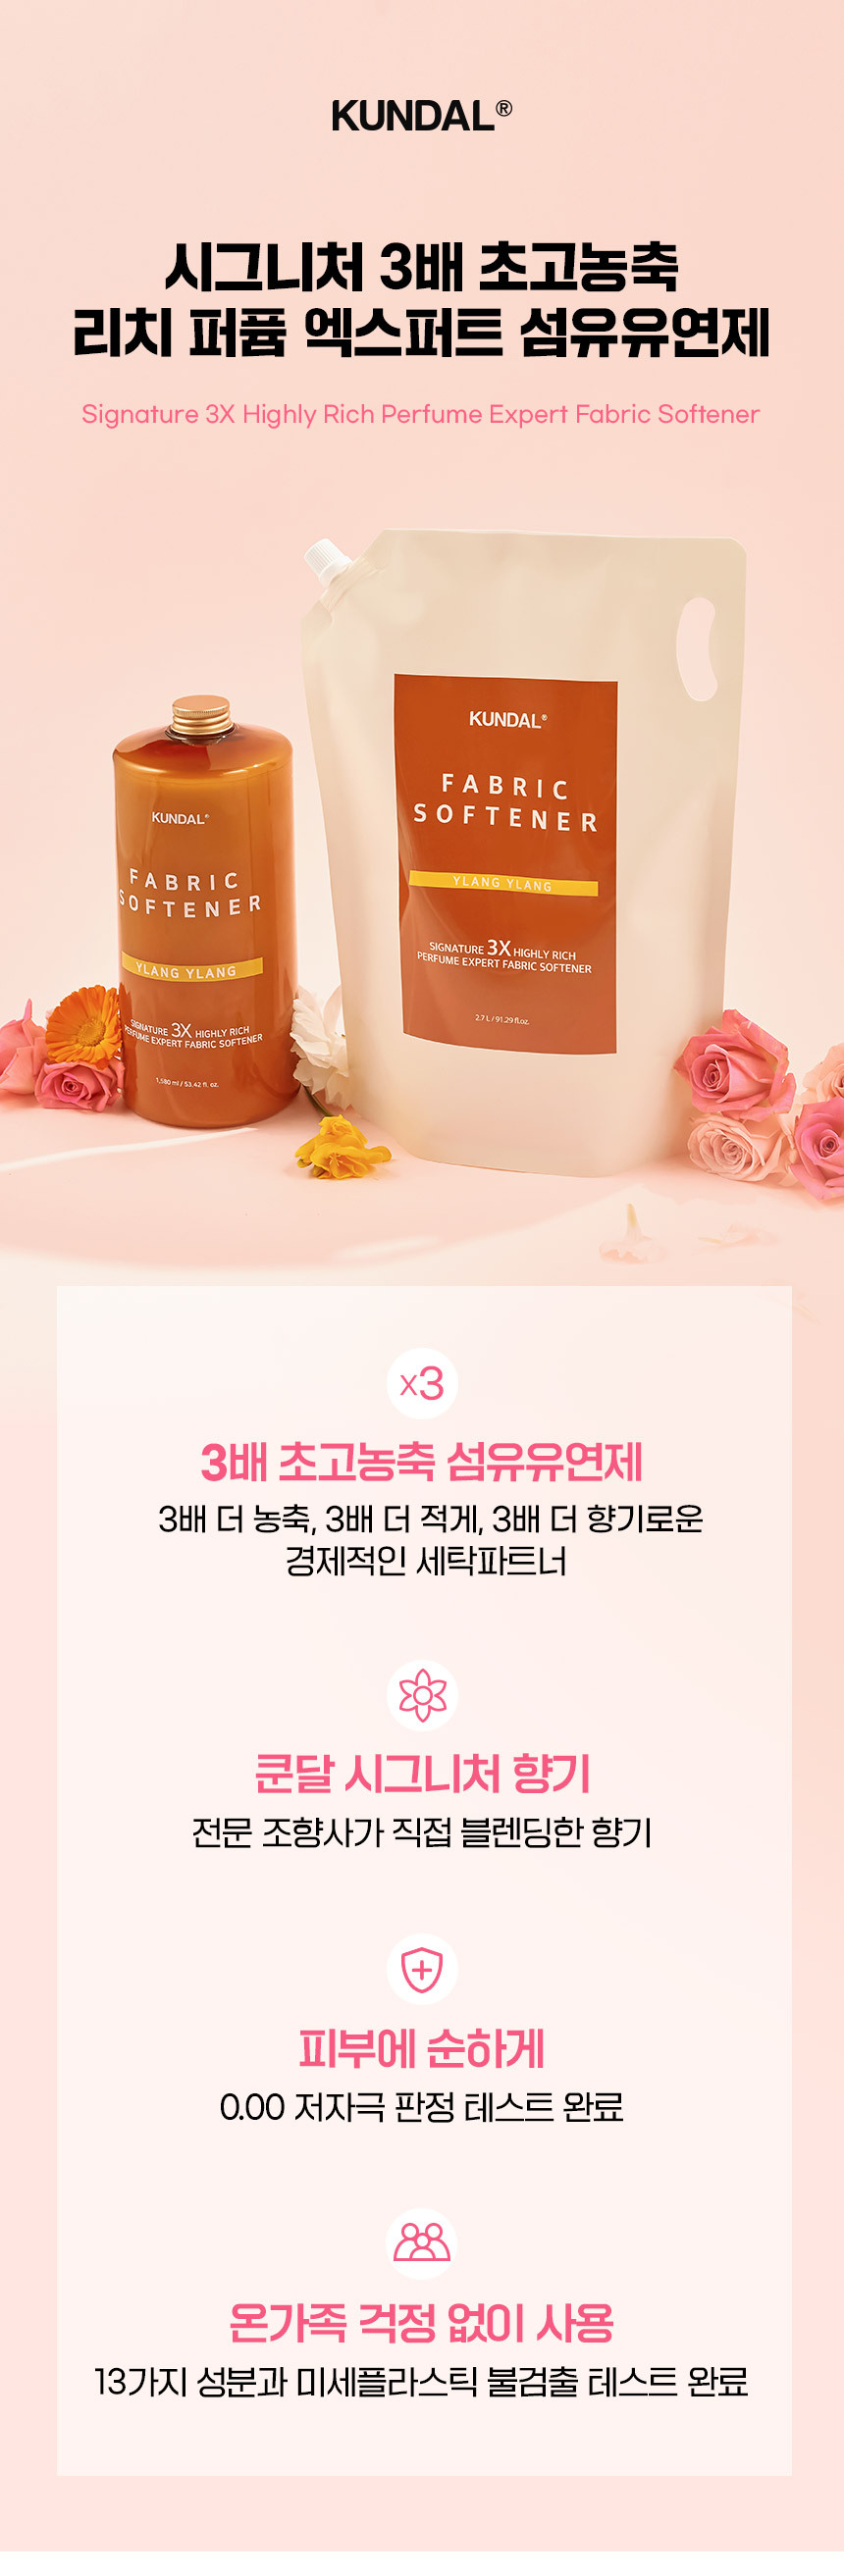 KUNDAL®
시그니처 3배 초고농축
리치 퍼퓸 엑스퍼트 섬유유연제
Signature 3X Highly Rich Perfume Expert Fabric Softener
KUNDAL®
FABRIC
SOFTENER
YLANG YLANG
SIGNATURE 3X HIGHLY RICH
PERFUME EXPERT FABRIC SOFTENER
1,580 ml / 53.42 fl. oz.
KUNDAL®
FABRIC
SOFTENER
YLANG YLANG
SIGNATURE 3X HIGHLY RICH
PERFUME EXPERT FABRIC SOFTENER
2.7 L / 91.29 fl.oz.
x3
3배 초고농축 섬유유연제
3배 더 농축, 3배 더 적게, 3배 더 향기로운
경제적인 세탁파트너
쿤달 시그니처 향기
전문 조향사가 직접 블렌딩한 향기
피부에 순하게
0.00 저자극 판정 테스트 완료
온가족 걱정 없이 사용
13가지 성분과 미세플라스틱 불검출 테스트 완료